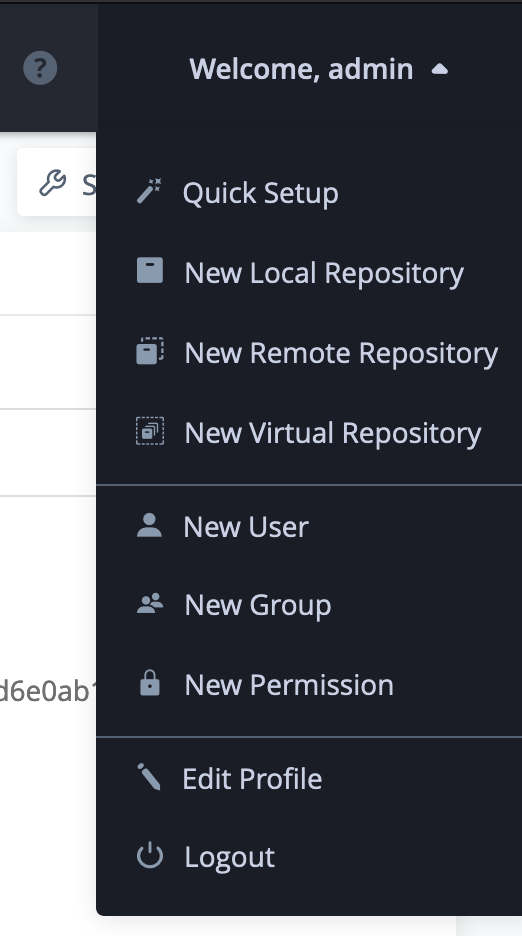 ?
Welcome, admin
S
Quick Setup
New Local Repository
New Remote Repository
New Virtual Repository
New User
New Group
d6e0ab1
New Permission
Edit Profile
Logout